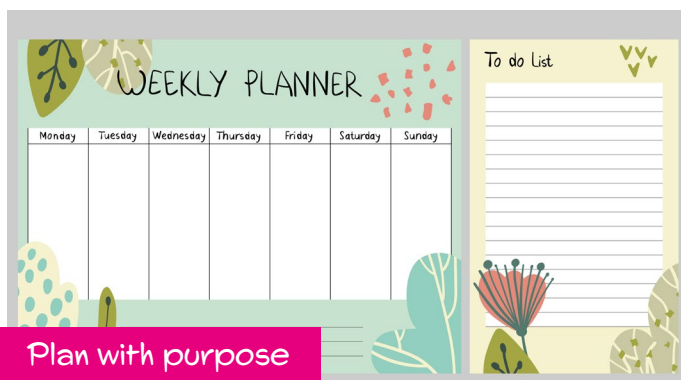 WEEKLY PLANNER
Monday Tuesday Wednesday Thursday Friday Saturday Sunday
To do List
Plan with purpose